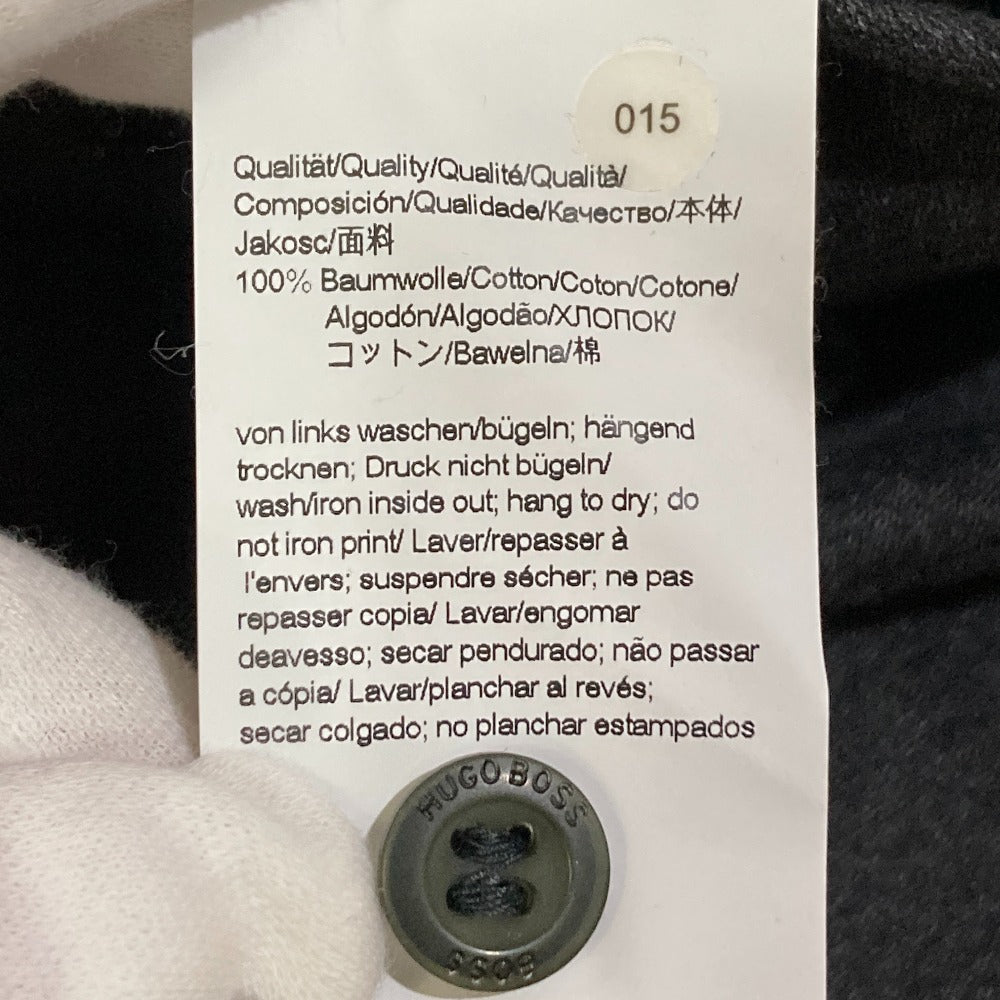 015
Qualität/Quality/Qualité/Qualità/
Composición/Qualidade/Качество/本体/
Jakosc/面料
100% Baumwolle/Cotton/Coton/Cotone/
Algodón/Algodão/ХЛОПОК/
コットン/Bawelna/棉
von links waschen/bügeln; hängend
trocknen; Druck nicht bügeln/
wash/iron inside out; hang to dry; do
not iron print/ Laver/repasser à
l'envers; suspendre sécher; ne pas
repasser copia/ Lavar/engomar
deavesso; secar pendurado; não passar
a cópia/ Lavar/planchar al revés;
secar colgado; no planchar estampados
HUGO BOSS
BOSS